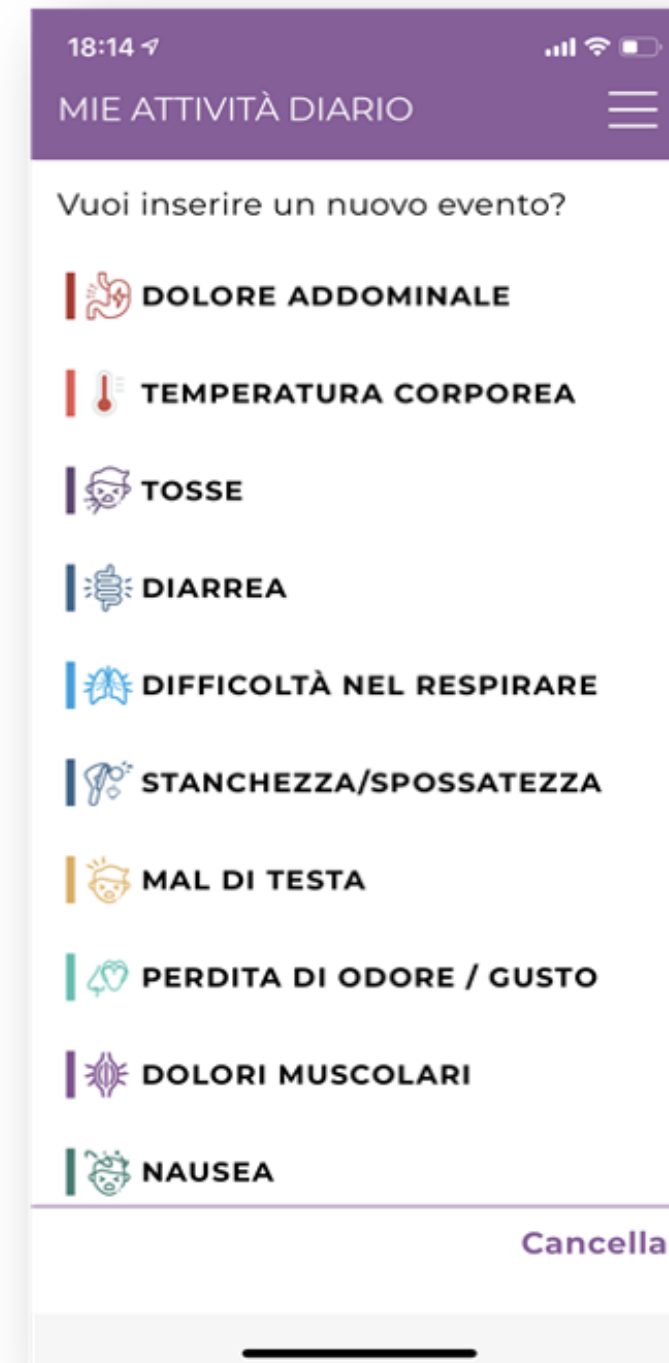 18:14
MIE ATTIVITÀ DIARIO
Vuoi inserire un nuovo evento?
DOLORE ADDOMINALE
TEMPERATURA CORPOREA
TOSSE
DIARREA
DIFFICOLTÀ NEL RESPIRARE
STANCHEZZA/SPOSSATEZZA
MAL DI TESTA
PERDITA DI ODORE / GUSTO
DOLORI MUSCOLARI
NAUSEA
Cancella